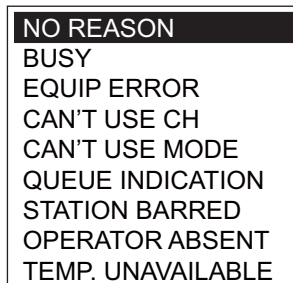 NO REASON
BUSY
EQUIP ERROR
CAN’T USE CH
CAN’T USE MODE
QUEUE INDICATION
STATION BARRED
OPERATOR ABSENT
TEMP. UNAVAILABLE